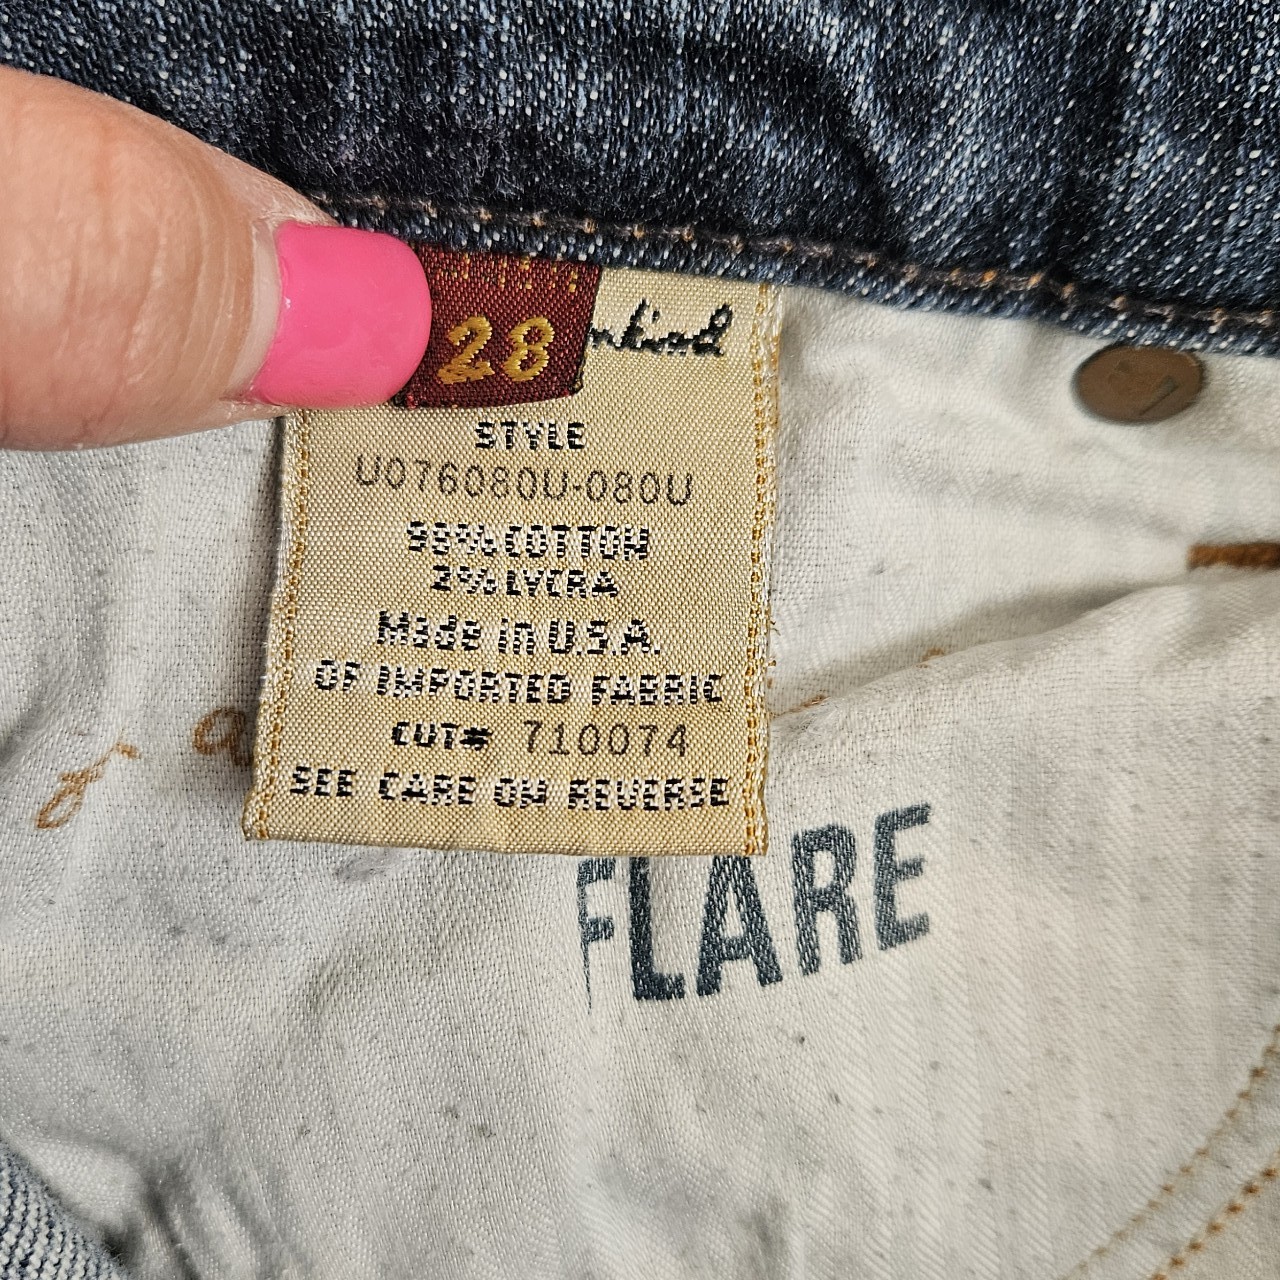 28
STYLE
U076080U-080U
98% COTTON
2% LYCRA
Made in U.S.A.
OF IMPORTED FABRIC
CUT# 710074
SEE CARE ON REVERSE
FLARE